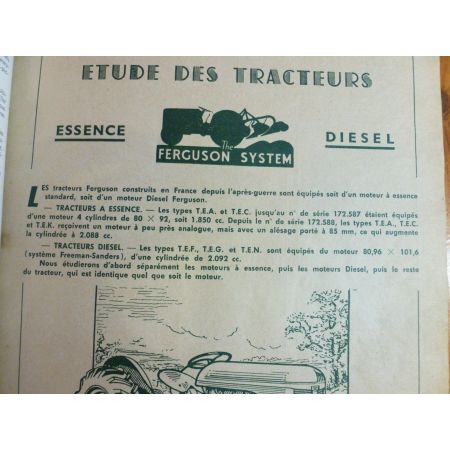 ETUDE DES TRACTEURS
ESSENCE
The
FERGUSON SYSTEM
DIESEL
LES tracteurs Ferguson construits en France depuis l'après-guerre sont équipés soit d'un moteur à essence
standard, soit d'un moteur Diesel Ferguson.
— TRACTEURS A ESSENCE. — Les types T.E.A. et T.E.C. jusqu'au n° de série 172.587 étaient équipés
d'une moteur 4 cylindres de 80 × 92, soit 1.850 cc. Depuis le n° de série 172.588, les types T.E.A., T.E.C.
et T.E.K. reçoivent un moteur à peu près analogue, mais avec un alésage porté à 85 mm, ce qui augmente
la cylindrée à 2.088 cc.
— TRACTEURS DIESEL. — Les types T.E.F., T.E.G. et T.E.N. sont équipés du moteur 80,96 × 101,6
(système Freeman-Sanders), d'une cylindrée de 2.092 cc.
Nous étudierons d'abord séparément les moteurs à essence, puis les moteurs Diesel, puis le reste
du tracteur, qui est identique quel que soit le moteur.